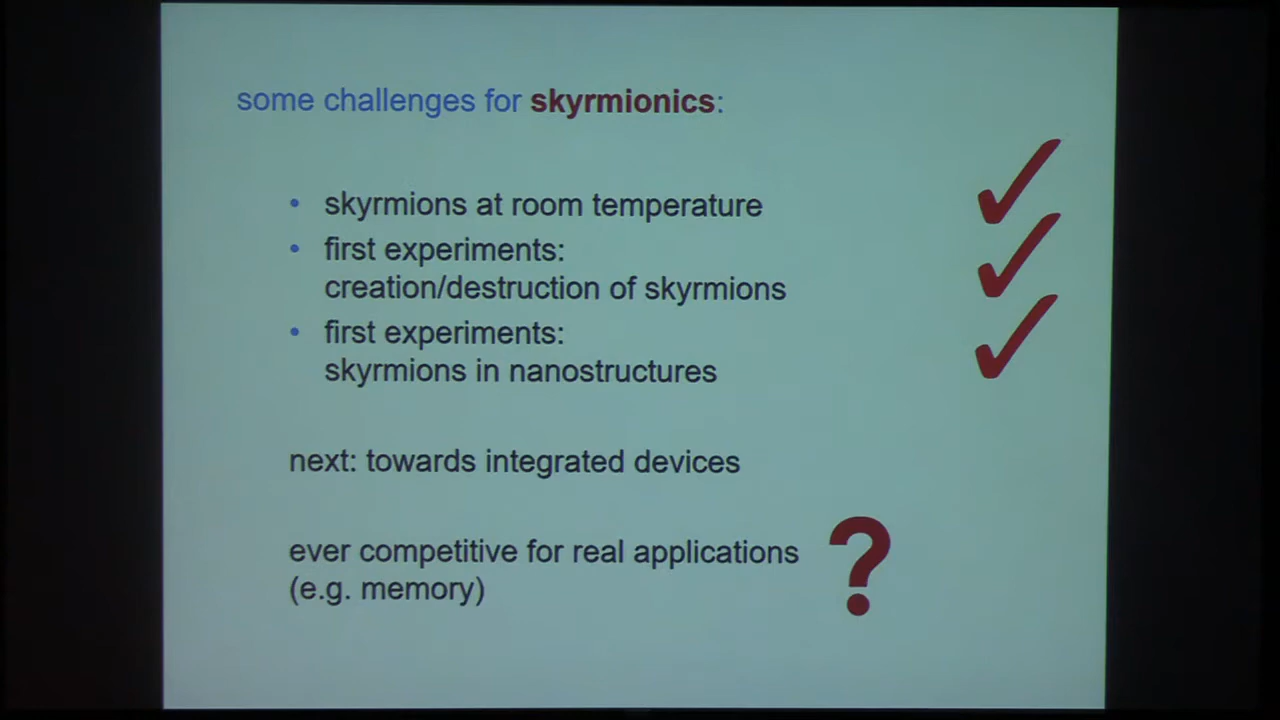 some challenges for skyrmionics:
• skyrmions at room temperature
• first experiments:
creation/destruction of skyrmions
• first experiments:
skyrmions in nanostructures
next: towards integrated devices
ever competitive for real applications
(e.g. memory)
?